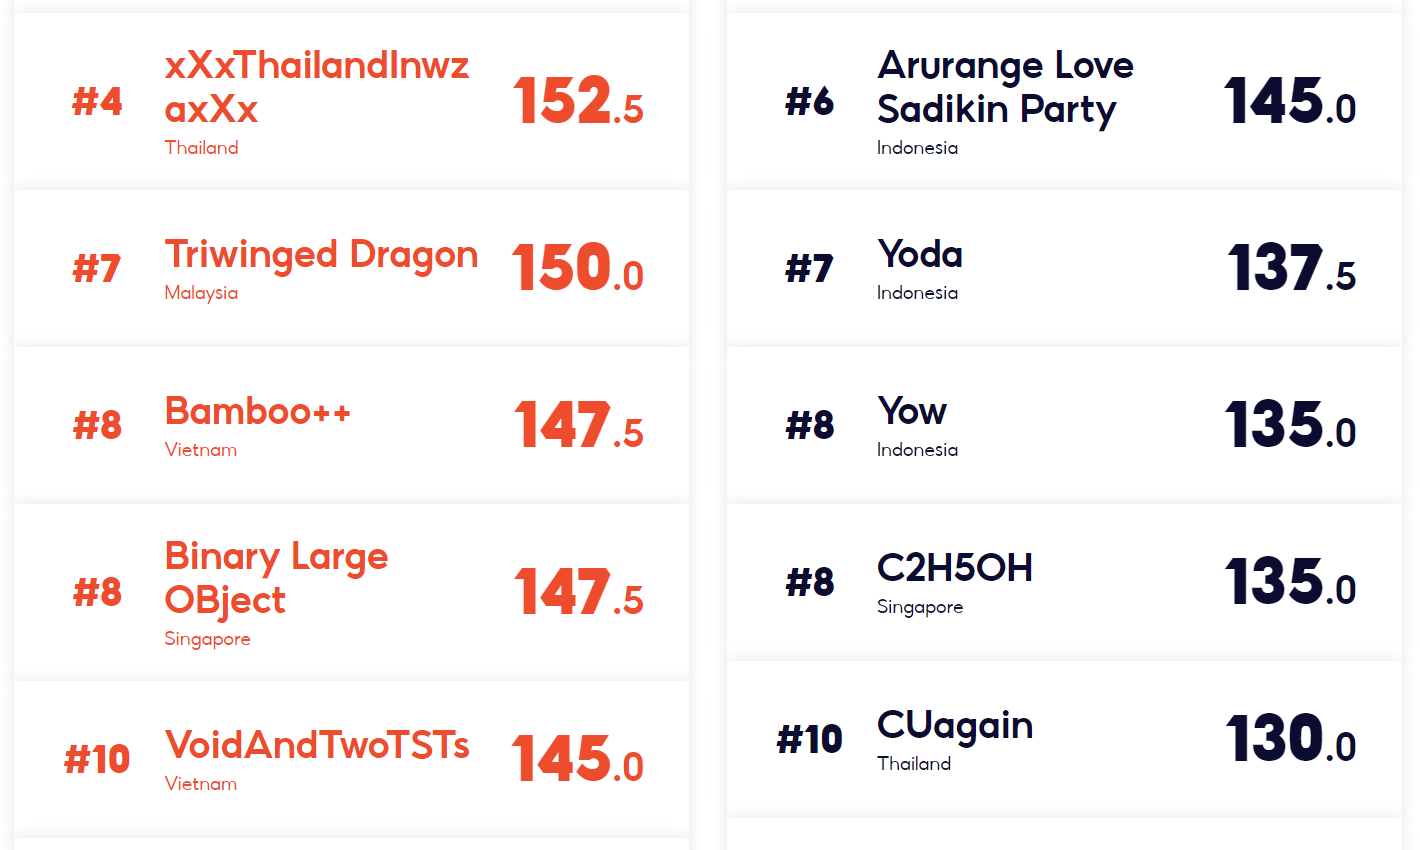 #4
xXxThailandlnwz
axXx
Thailand
152.5
#7
Triwinged Dragon
Malaysia
150.0
#8
Bamboo++
Vietnam
147.5
#8
Binary Large
OBject
Singapore
147.5
#10
VoidAndTwoTSTs
Vietnam
145.0
#6
Arurange Love
Sadikin Party
Indonesia
145.0
#7
Yoda
Indonesia
137.5
#8
Yow
Indonesia
135.0
#8
C2H5OH
Singapore
135.0
#10
CUagain
Thailand
130.0